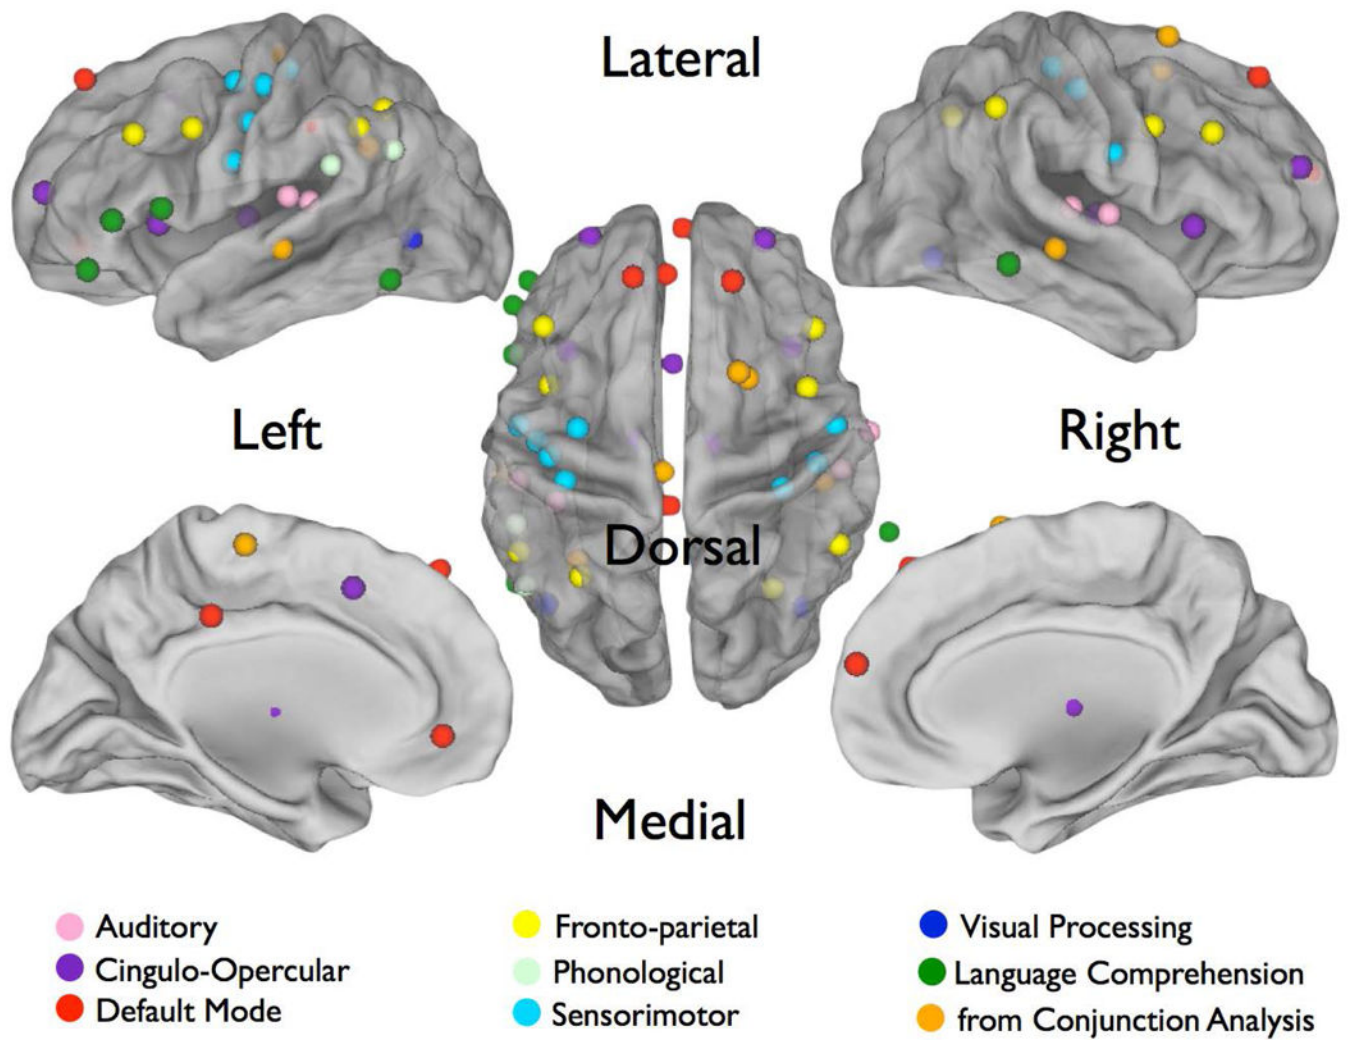 Lateral
Left
Right
Dorsal
Medial
Auditory
Cingulo-Opercular
Default Mode
Fronto-parietal
Phonological
Sensorimotor
Visual Processing
Language Comprehension
from Conjunction Analysis